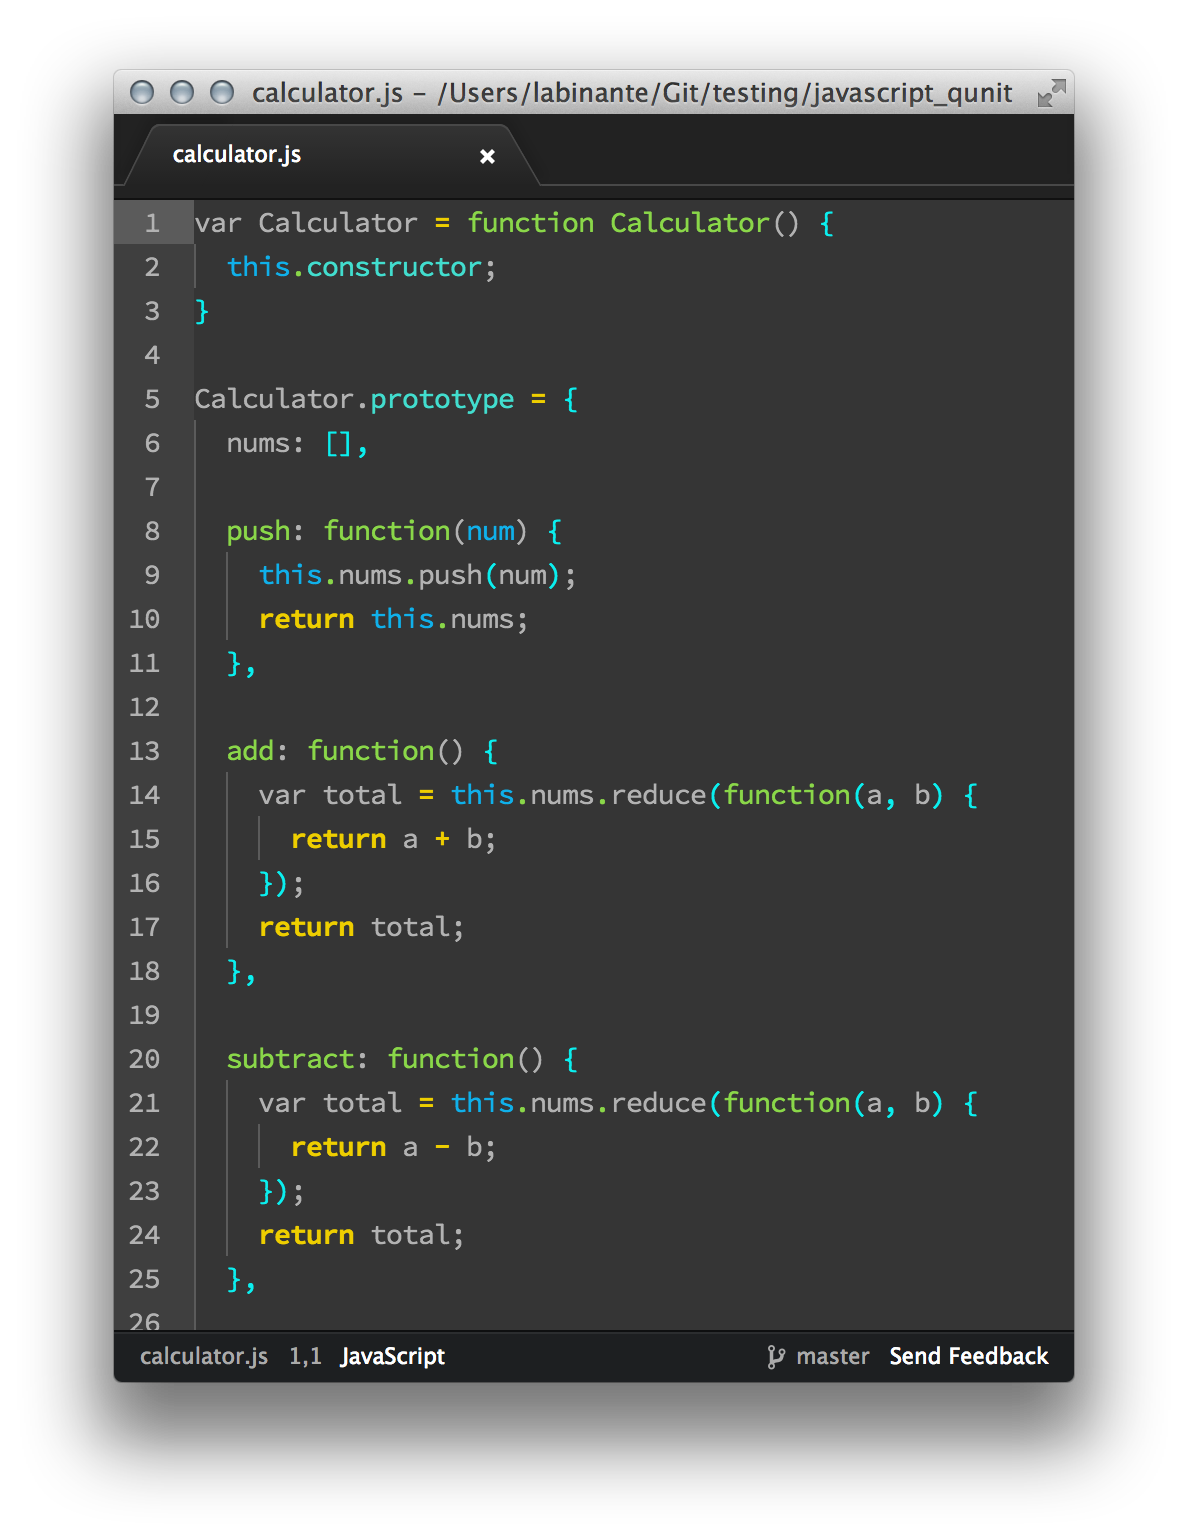 calculator.js – /Users/labinante/Git/testing/javascript_qunit
calculator.js ×
1 var Calculator = function Calculator() {
2   this.constructor;
3 }
4
5 Calculator.prototype = {
6   nums: [],
7
8   push: function(num) {
9     this.nums.push(num);
10     return this.nums;
11   },
12
13   add: function() {
14     var total = this.nums.reduce(function(a, b) {
15       return a + b;
16     });
17     return total;
18   },
19
20   subtract: function() {
21     var total = this.nums.reduce(function(a, b) {
22       return a - b;
23     });
24     return total;
25   },
26
calculator.js 1,1 JavaScript master Send Feedback